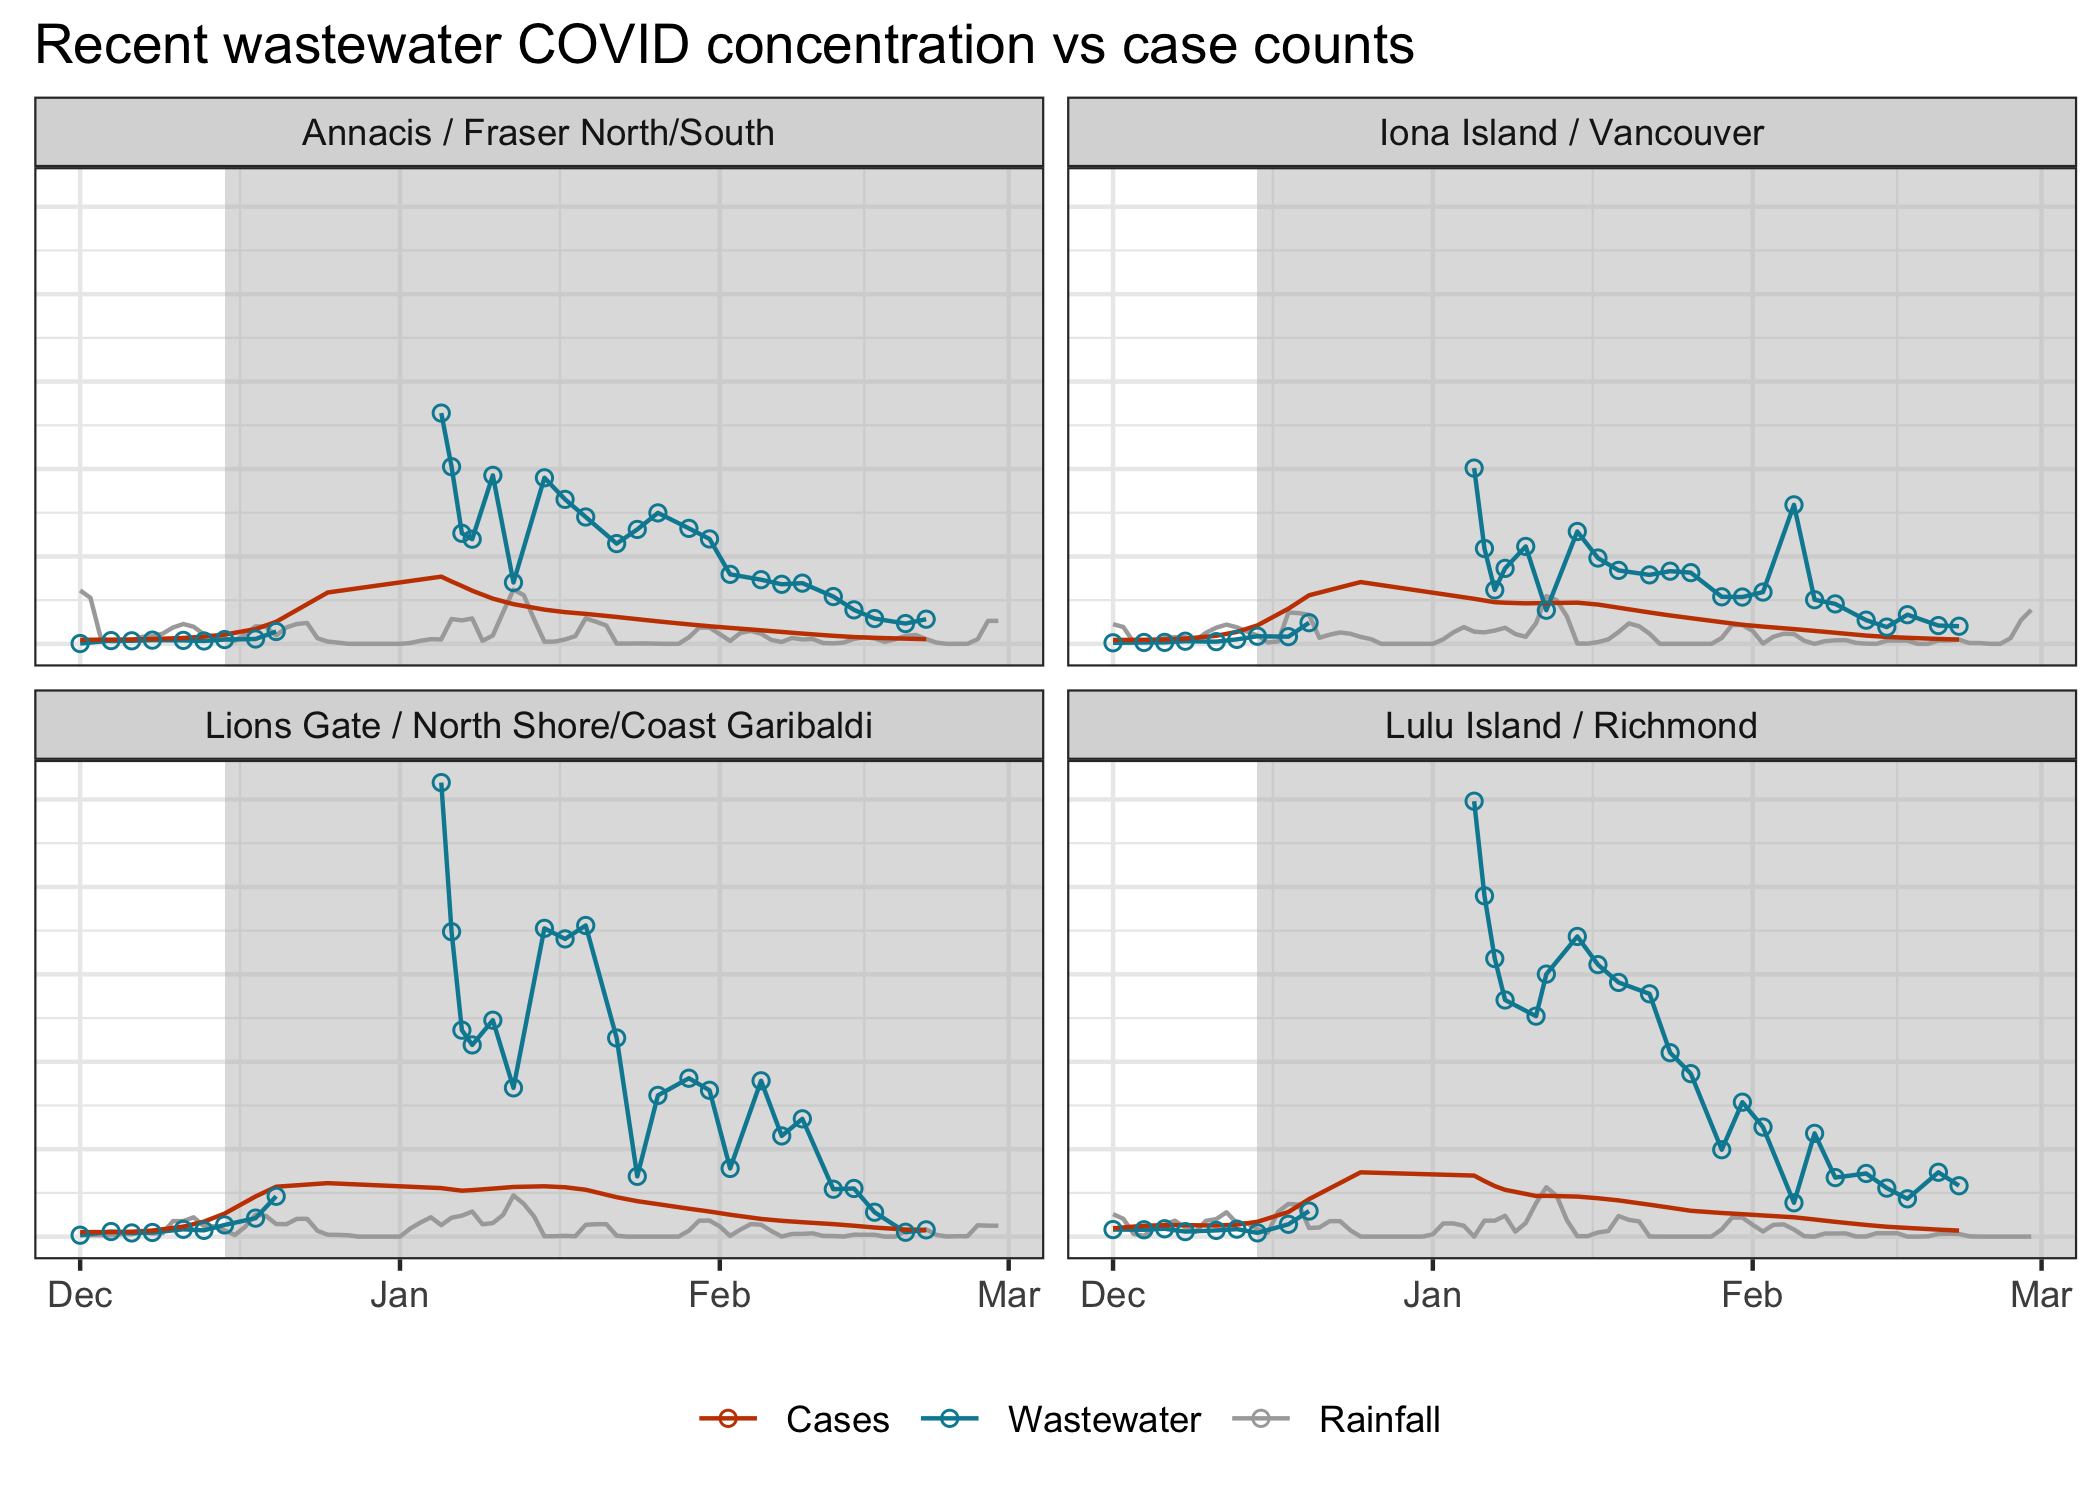 Recent wastewater COVID concentration vs case counts
Annacis / Fraser North/South
Iona Island / Vancouver
Lions Gate / North Shore/Coast Garibaldi
Lulu Island / Richmond
Dec Jan Feb Mar
Dec Jan Feb Mar
Cases Wastewater Rainfall